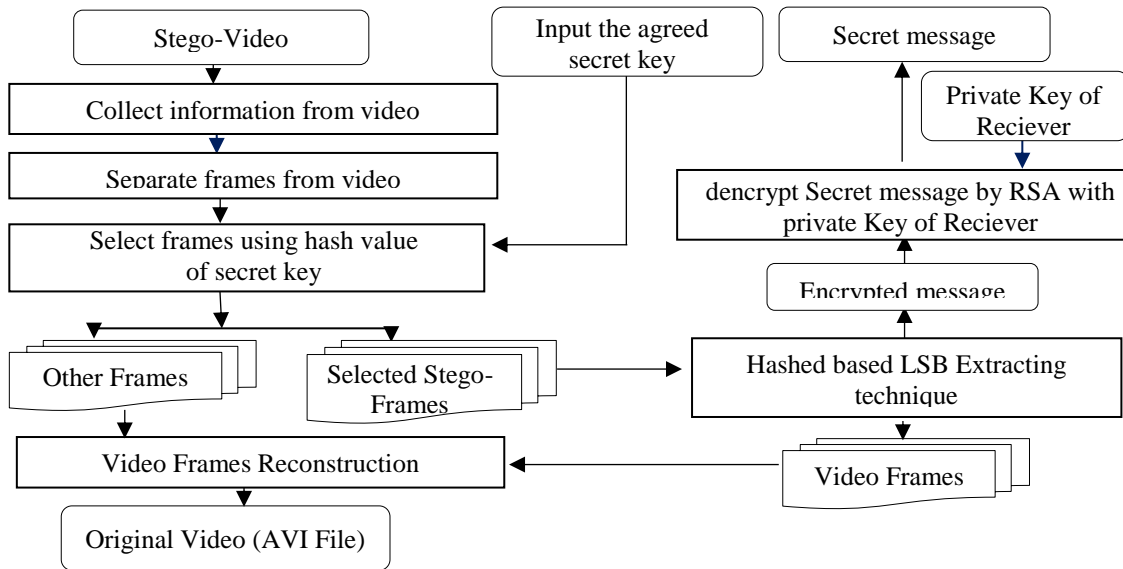 Stego-Video
Input the agreed
secret key
Secret message
Private Key of
Reciever
Collect information from video
Separate frames from video
Select frames using hash value
of secret key
dencrypt Secret message by RSA with
private Key of Reciever
Encrypted message
Other Frames
Selected Stego-
Frames
Hashed based LSB Extracting
technique
Video Frames Reconstruction
Video Frames
Original Video (AVI File)